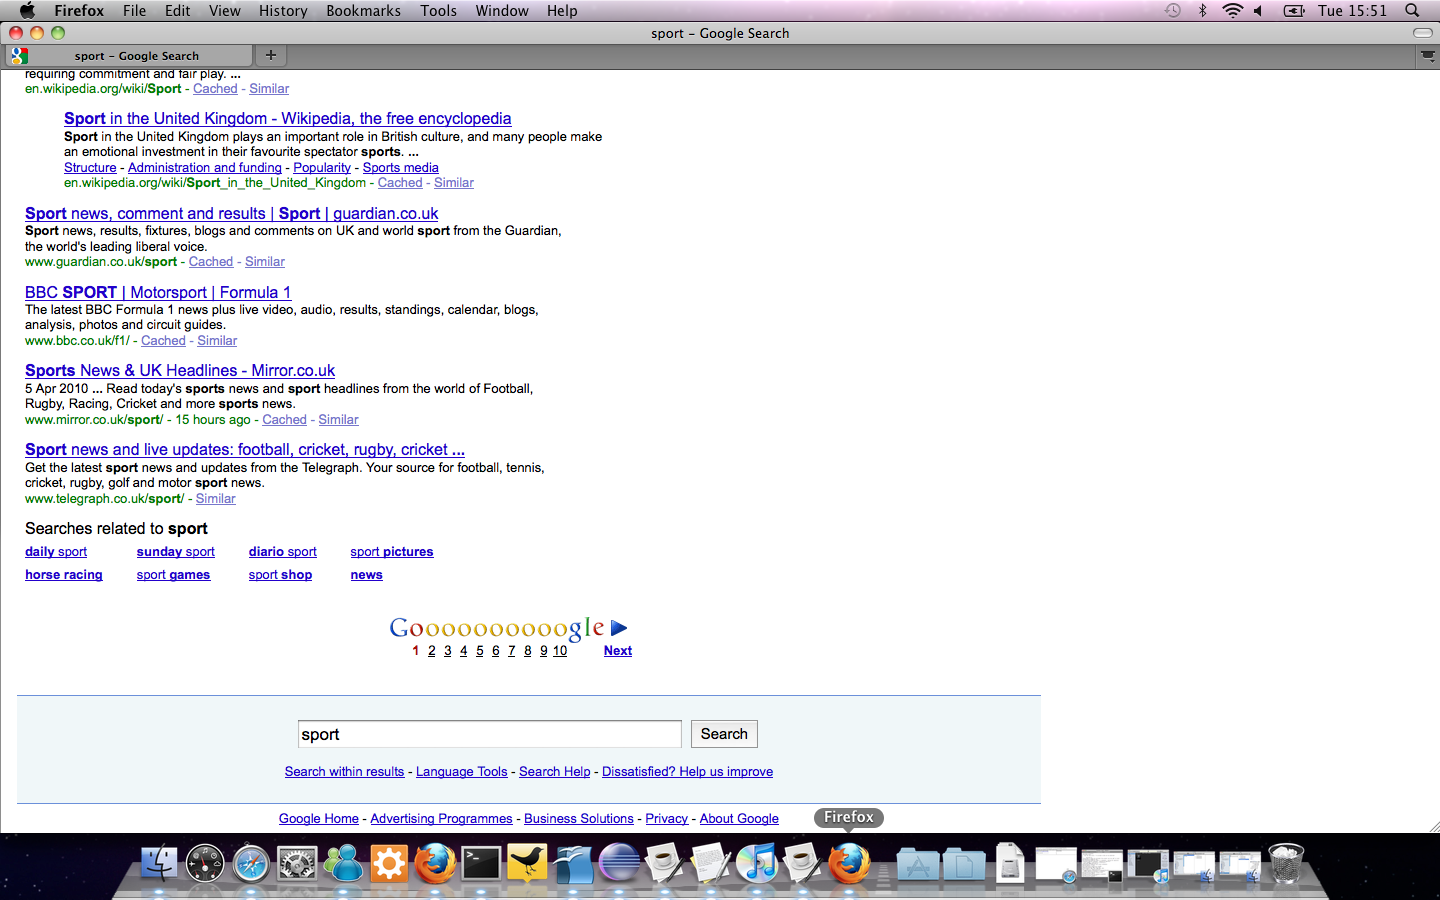 Firefox File Edit View History Bookmarks Tools Window Help Tue 15:51
sport – Google Search
sport – Google Search
requiring commitment and fair play. ...
en.wikipedia.org/wiki/Sport - Cached - Similar
Sport in the United Kingdom - Wikipedia, the free encyclopedia
Sport in the United Kingdom plays an important role in British culture, and many people make
an emotional investment in their favourite spectator sports. ...
Structure - Administration and funding - Popularity - Sports media
en.wikipedia.org/wiki/Sport_in_the_United_Kingdom - Cached - Similar
Sport news, comment and results | Sport | guardian.co.uk
Sport news, results, fixtures, blogs and comments on UK and world sport from the Guardian,
the world's leading liberal voice.
www.guardian.co.uk/sport - Cached - Similar
BBC SPORT | Motorsport | Formula 1
The latest BBC Formula 1 news plus live video, audio, results, standings, calendar, blogs,
analysis, photos and circuit guides.
www.bbc.co.uk/f1/ - Cached - Similar
Sports News & UK Headlines - Mirror.co.uk
5 Apr 2010 ... Read today's sports news and sport headlines from the world of Football,
Rugby, Racing, Cricket and more sports news.
www.mirror.co.uk/sport/ - 15 hours ago - Cached - Similar
Sport news and live updates: football, cricket, rugby, cricket ...
Get the latest sport news and updates from the Telegraph. Your source for football, tennis,
cricket, rugby, golf and motor sport news.
www.telegraph.co.uk/sport/ - Similar
Searches related to sport
daily sport sunday sport diario sport sport pictures
horse racing sport games sport shop news
Goooooooooogle
1 2 3 4 5 6 7 8 9 10 Next
sport Search
Search within results - Language Tools - Search Help - Dissatisfied? Help us improve
Google Home - Advertising Programmes - Business Solutions - Privacy - About Google
Firefox